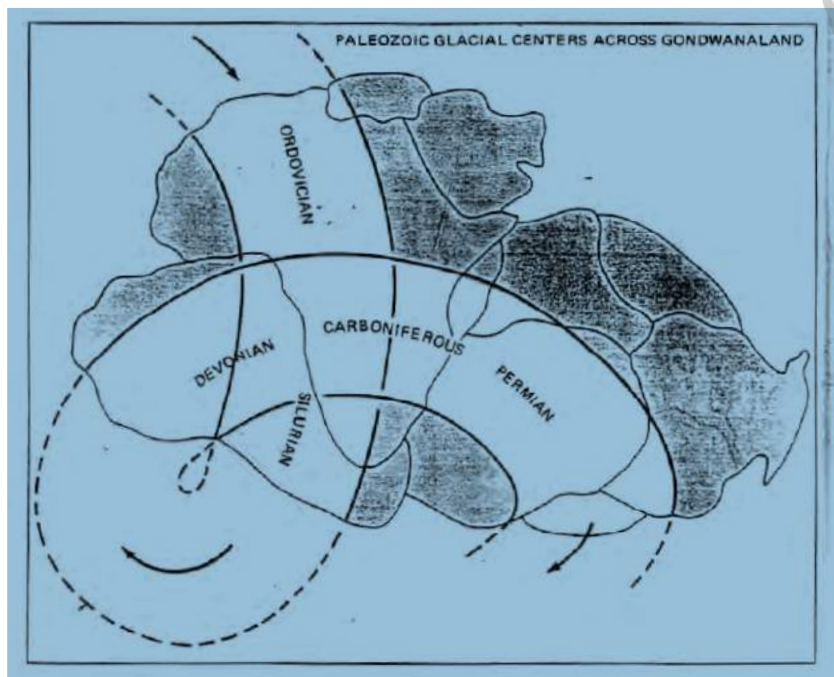 PALEOZOIC GLACIAL CENTERS ACROSS GONDWANALAND
ORDOVICIAN
CARBONIFEROUS
DEVONIAN
PERMIAN
SILURIAN